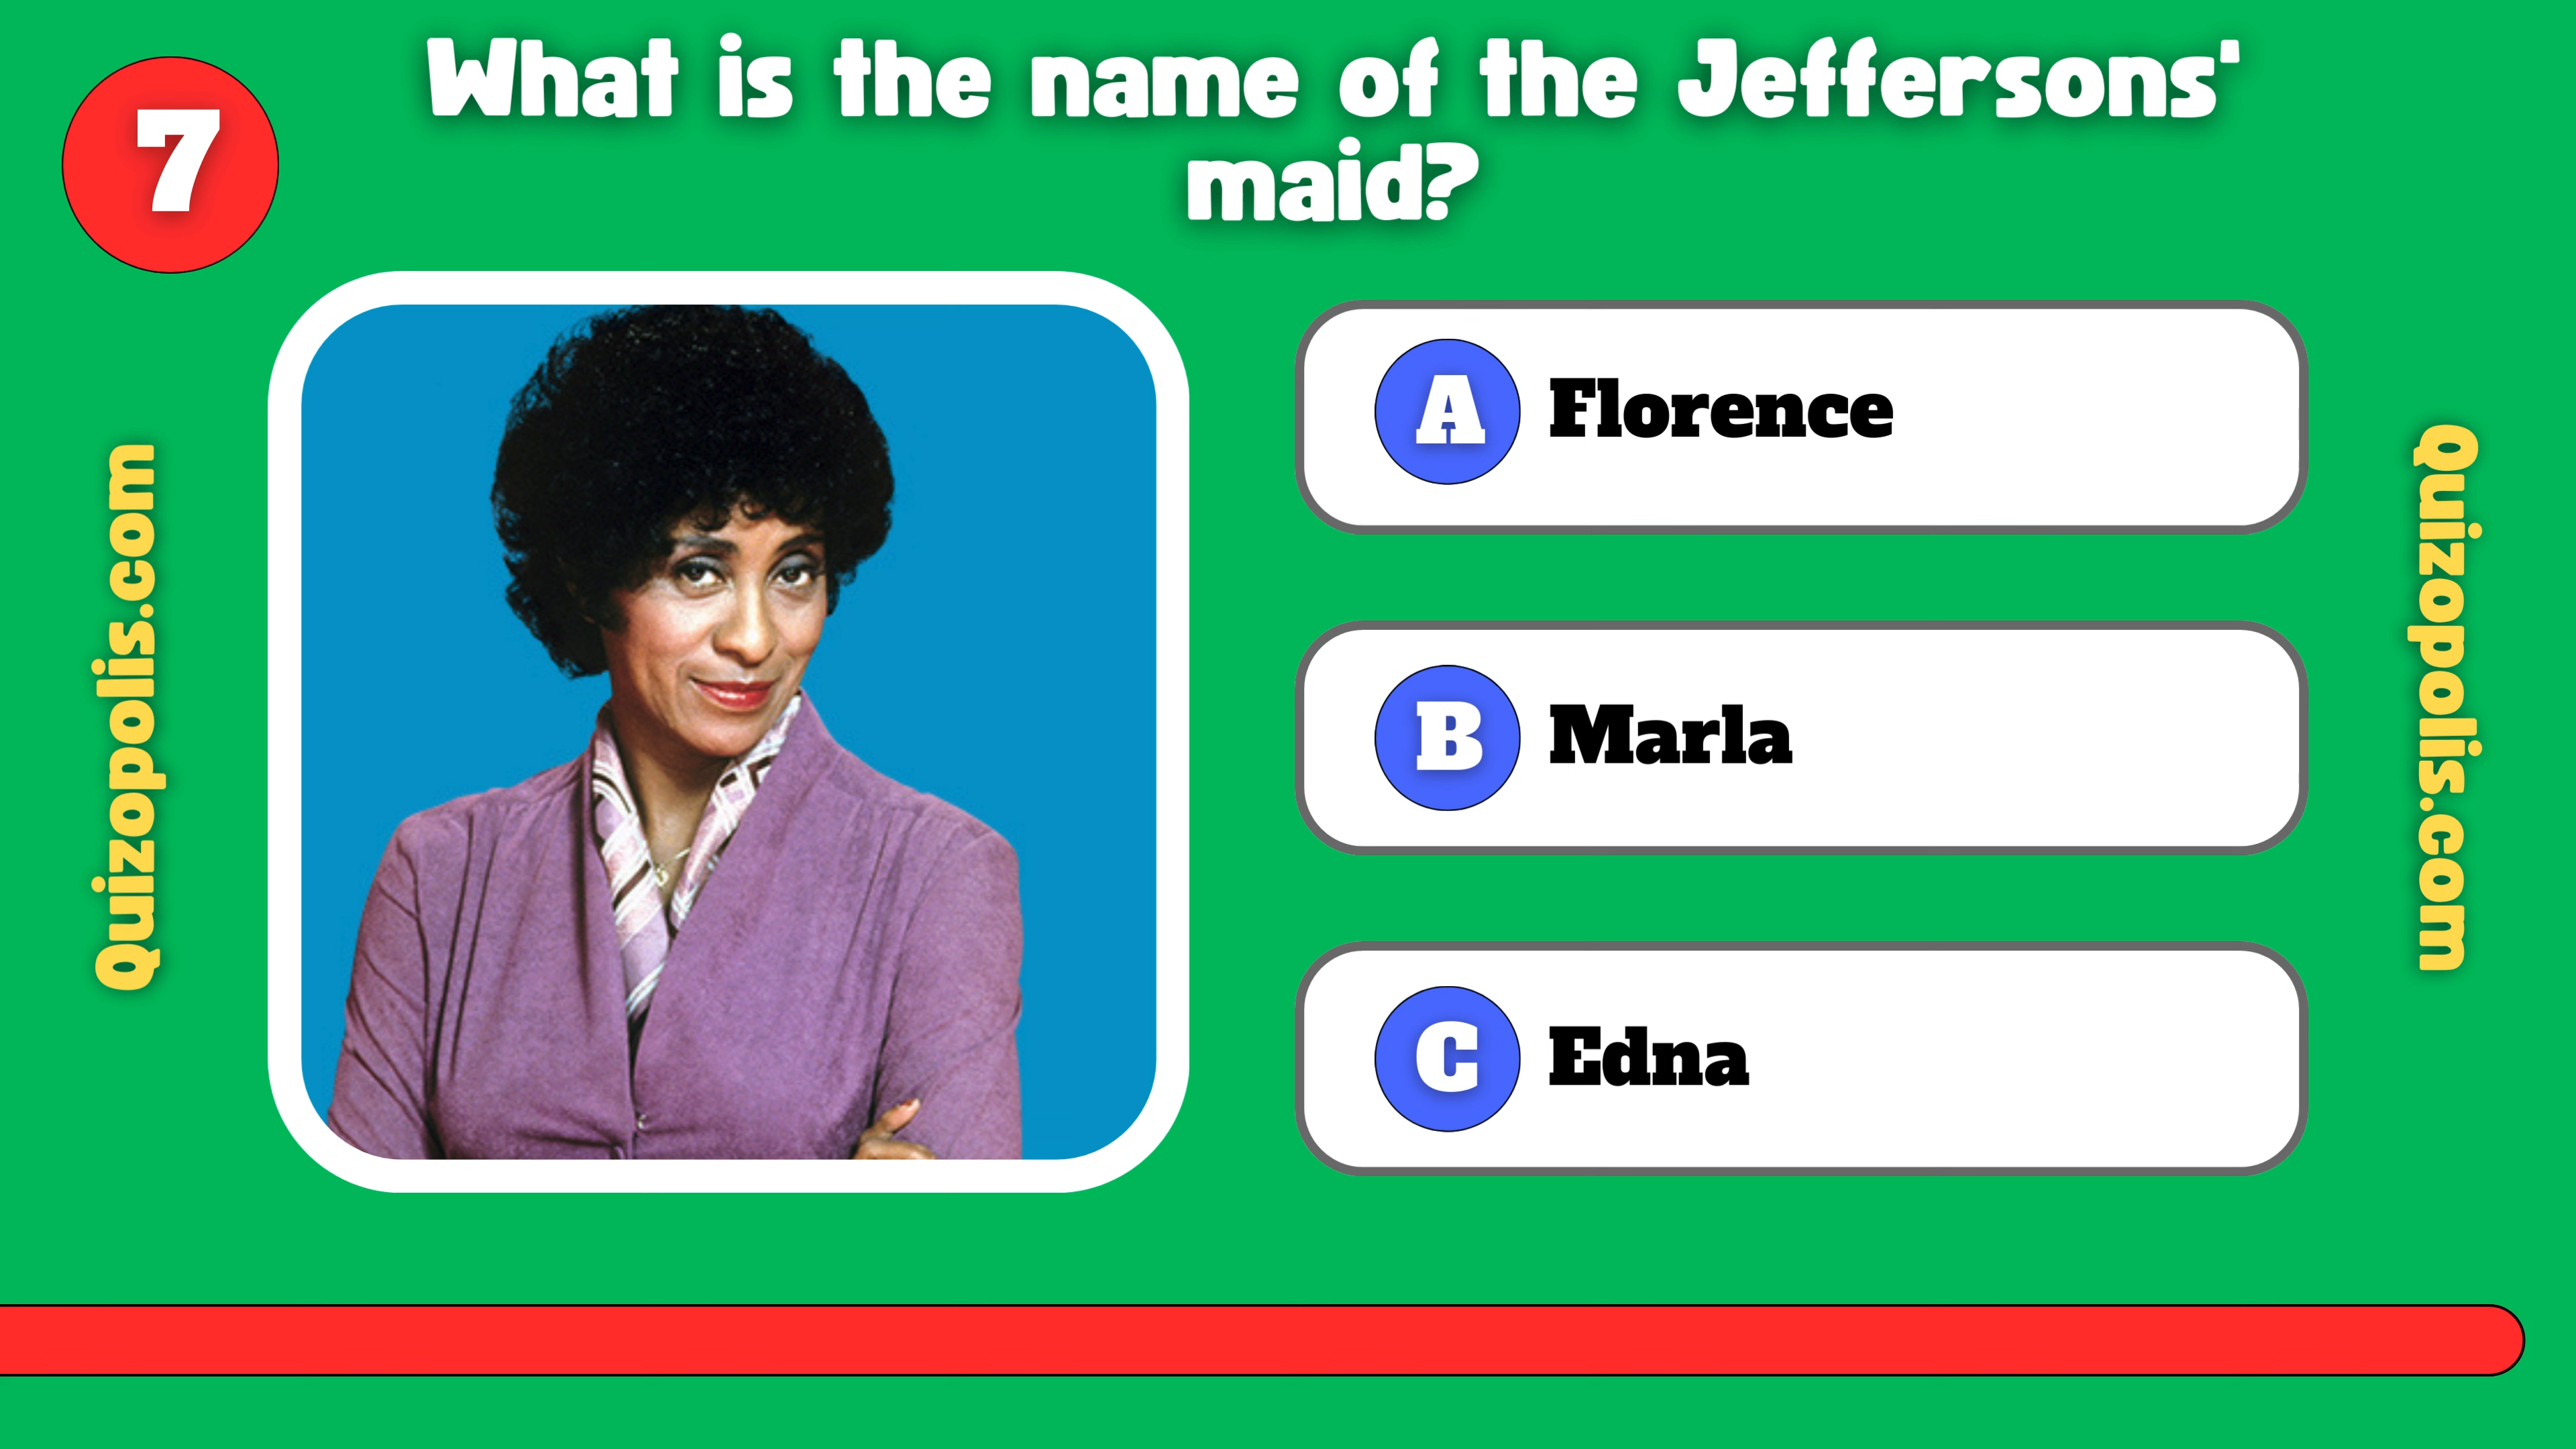 7
What is the name of the Jeffersons'
maid?
Quizopolis.com
A Florence
B Marla
C Edna
Quizopolis.com